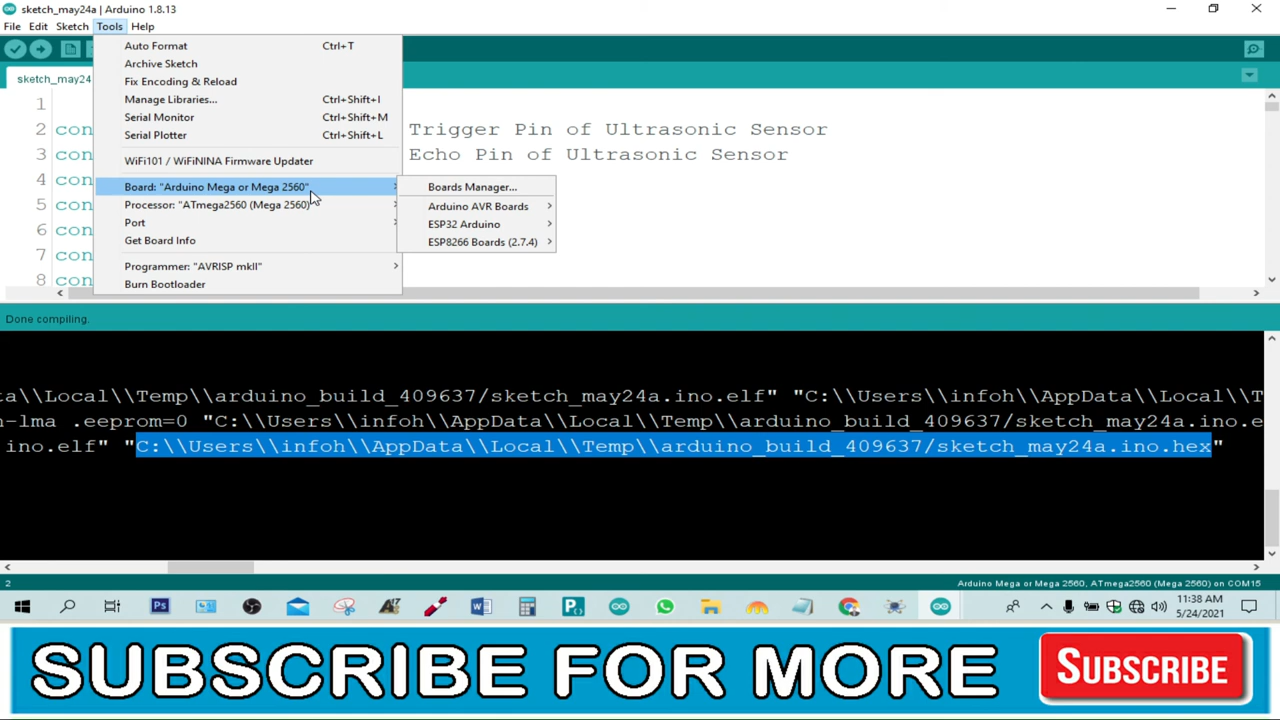 sketch_may24a | Arduino 1.8.13
File Edit Sketch Tools Help
sketch_may24
Auto Format Ctrl+T
Archive Sketch
Fix Encoding & Reload
Manage Libraries... Ctrl+Shift+I
Serial Monitor Ctrl+Shift+M
Serial Plotter Ctrl+Shift+L
WiFi101 / WiFiNINA Firmware Updater
Board: "Arduino Mega or Mega 2560"
Processor: "ATmega2560 (Mega 2560)
Port
Get Board Info
Programmer: "AVRISP mkII"
Burn Bootloader
Boards Manager...
Arduino AVR Boards
ESP32 Arduino
ESP8266 Boards (2.7.4)
1
2 con Trigger Pin of Ultrasonic Sensor
3 con Echo Pin of Ultrasonic Sensor
4 con
5 con
6 con
7 con
8 con
Done compiling.
ta\\Local\\Temp\\arduino_build_409637/sketch_may24a.ino.elf" "C:\\Users\\infoh\\AppData\\Local\\T
n-lma .eeprom=0 "C:\\Users\\infoh\\AppData\\Local\\Temp\\arduino_build_409637/sketch_may24a.ino.e
ino.elf" "C:\\Users\\infoh\\AppData\\Local\\Temp\\arduino_build_409637/sketch_may24a.ino.hex"
2 Arduino Mega or Mega 2560, ATmega2560 (Mega 2560) on COM15
11:38 AM
5/24/2021
SUBSCRIBE FOR MORE
SUBSCRIBE